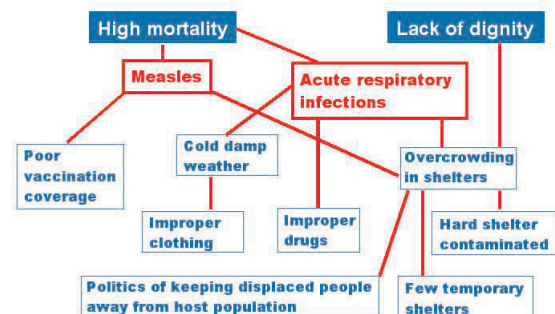 High mortality
Lack of dignity
Measles
Acute respiratory
infections
Poor
vaccination
coverage
Cold damp
weather
Overcrowding
in shelters
Improper
clothing
Improper
drugs
Hard shelter
contaminated
Politics of keeping displaced people
away from host population
Few temporary
shelters